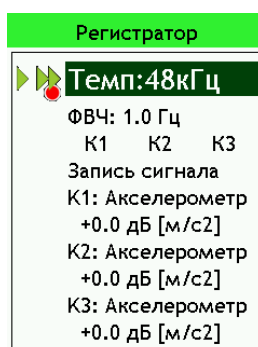 Регистратор
Темп:48кГц
ФВЧ: 1.0 Гц
К1 К2 К3
Запись сигнала
К1: Акселерометр
+0.0 дБ [м/с2]
К2: Акселерометр
+0.0 дБ [м/с2]
К3: Акселерометр
+0.0 дБ [м/с2]